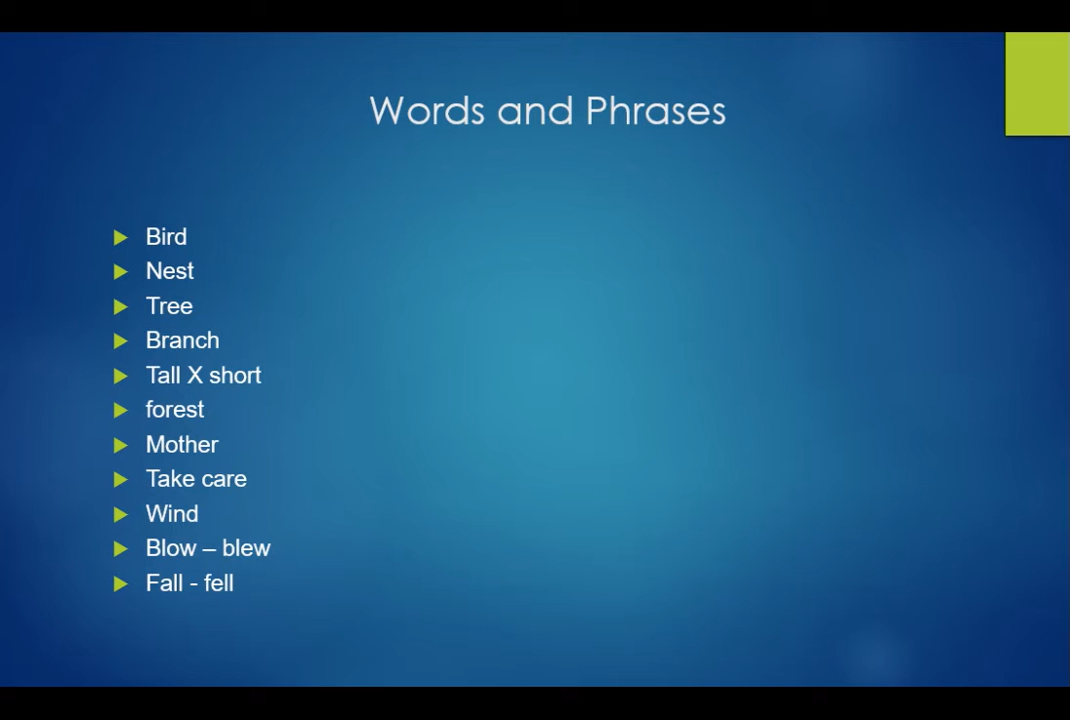 Words and Phrases
Bird
Nest
Tree
Branch
Tall X short
forest
Mother
Take care
Wind
Blow – blew
Fall - fell